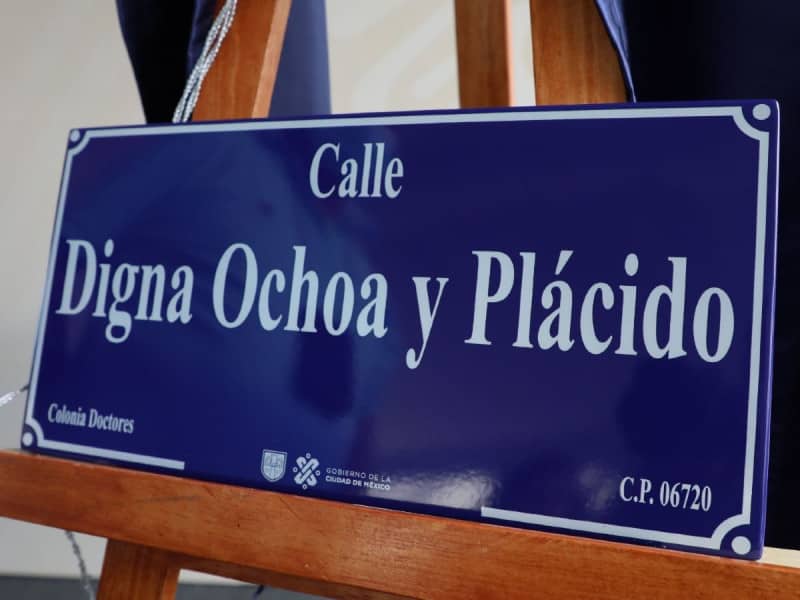 Calle
Digna Ochoa y Plácido
Colonia Doctores
GOBIERNO DE LA
CIUDAD DE MÉXICO
C.P. 06720